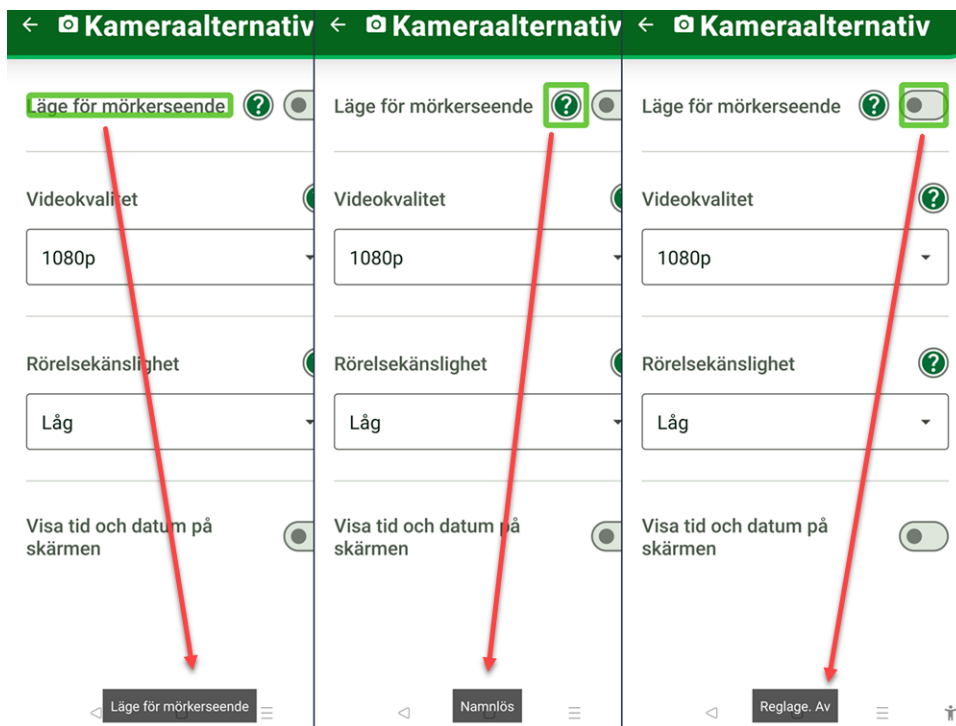 Kameraalternativ
Läge för mörkerseende ?
Videokvalitet
1080p
Rörelsekänslighet
Låg
Visa tid och datum på
skärmen
Läge för mörkerseende
Kameraalternativ
Läge för mörkerseende ?
Videokvalitet
1080p
Rörelsekänslighet
Låg
Visa tid och datum på
skärmen
Namnlös
Kameraalternativ
Läge för mörkerseende ?
Videokvalitet ?
1080p
Rörelsekänslighet ?
Låg
Visa tid och datum på
skärmen
Reglage. Av